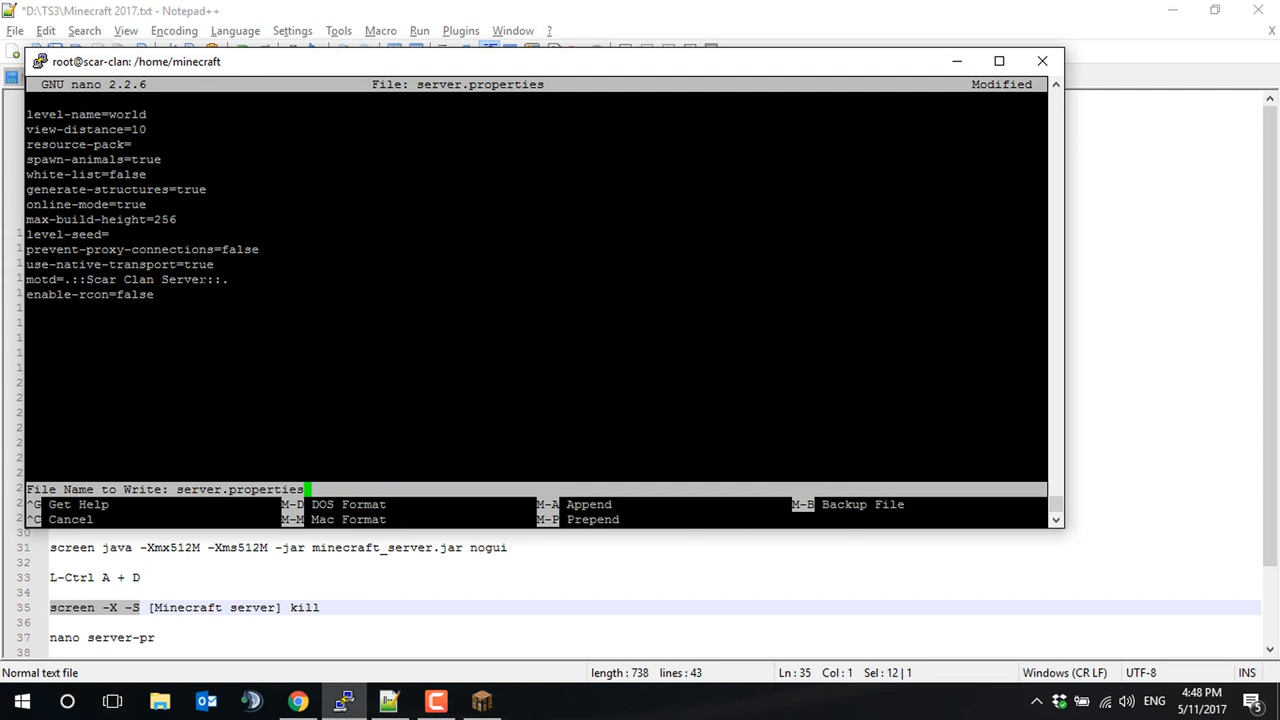 *D:\TS3\Minecraft 2017.txt - Notepad++
File Edit Search View Encoding Language Settings Tools Macro Run Plugins Window ? X
root@scar-clan: /home/minecraft
GNU nano 2.2.6 File: server.properties Modified
level-name=world
view-distance=10
resource-pack=
spawn-animals=true
white-list=false
generate-structures=true
online-mode=true
max-build-height=256
level-seed=
prevent-proxy-connections=false
use-native-transport=true
motd=.::Scar Clan Server::.
enable-rcon=false
File Name to Write: server.properties
^G Get Help M-D DOS Format M-A Append M-B Backup File
^C Cancel M-M Mac Format M-P Prepend
30
31 screen java -Xmx512M -Xms512M -jar minecraft_server.jar nogui
32
33 L-Ctrl A + D
34
35 screen -X -S [Minecraft server] kill
36
37 nano server-pr
38
Normal text file length : 738 lines : 43 Ln : 35 Col : 1 Sel : 12 | 1 Windows (CR LF) UTF-8 INS
ENG 4:48 PM
5/11/2017 5